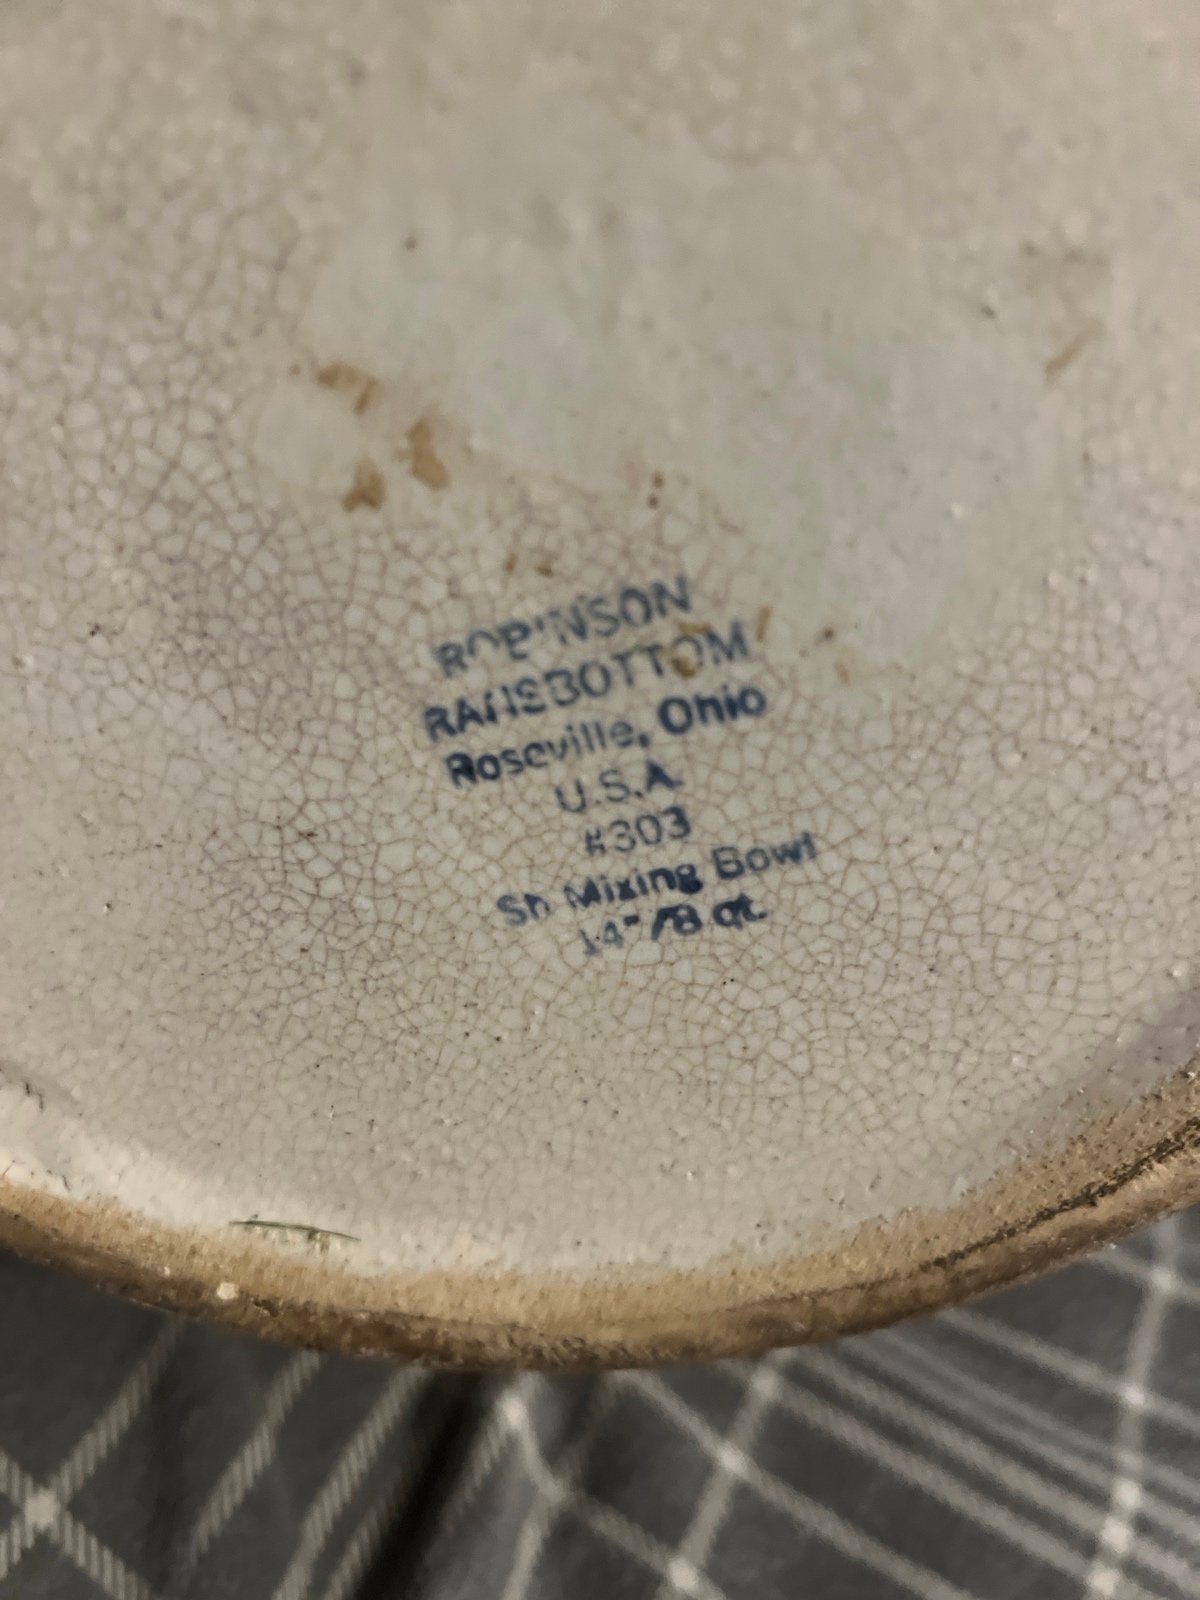 ROBINSON
RANSBOTTOM
Roseville, Ohio
U.S.A.
#303
Sh Mixing Bowl
14"/8 qt.